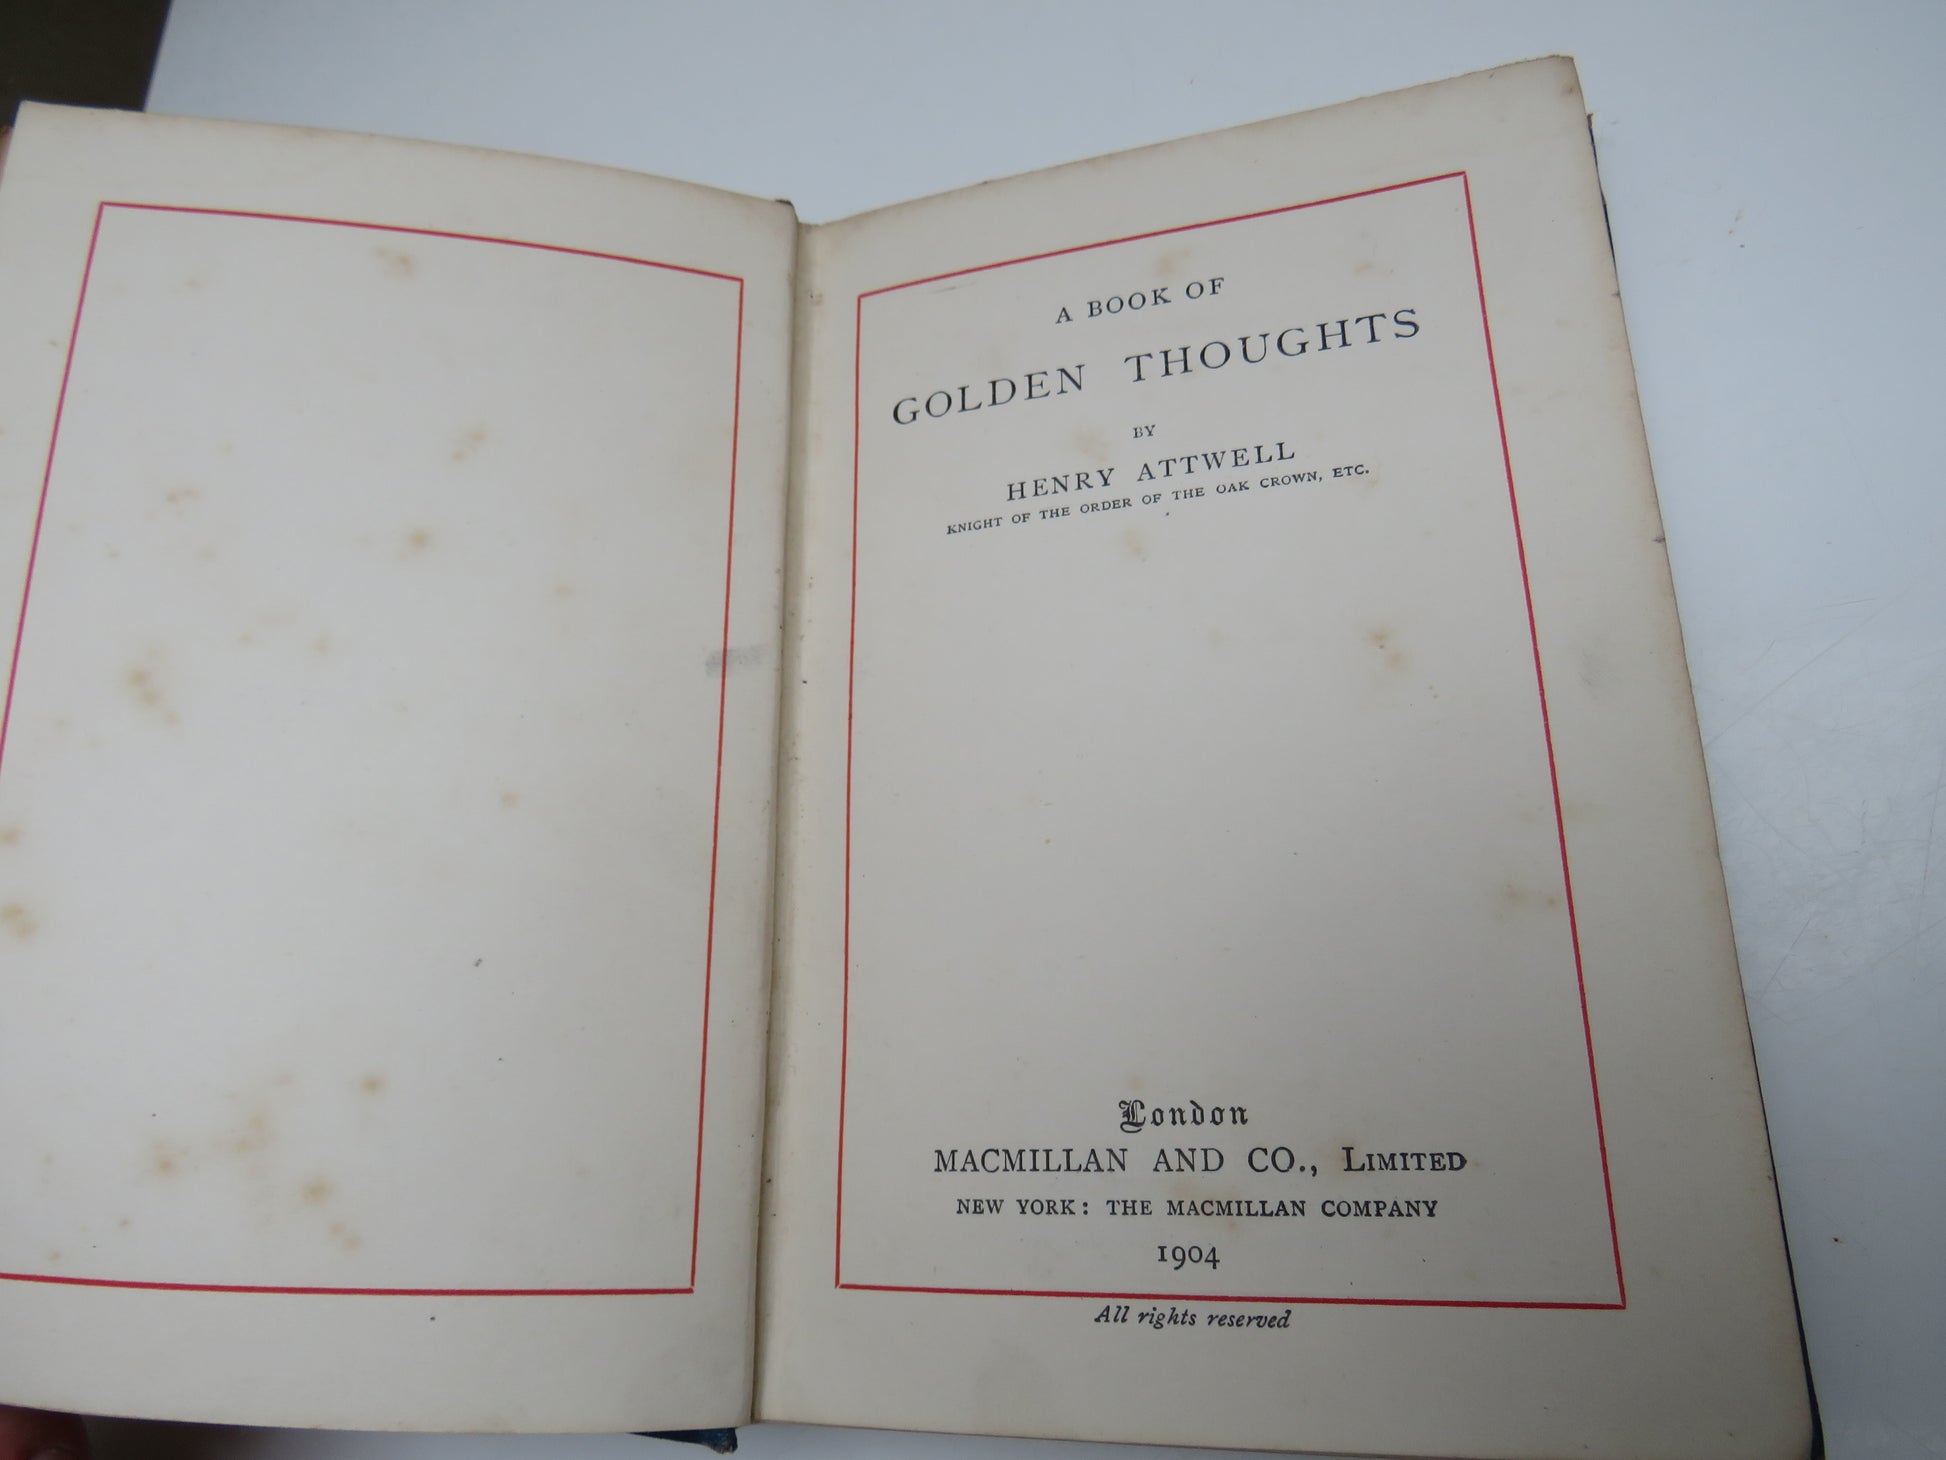 A BOOK OF
GOLDEN THOUGHTS
BY
HENRY ATTWELL
KNIGHT OF THE ORDER OF THE OAK CROWN, ETC.
London
MACMILLAN AND CO., LIMITED
NEW YORK: THE MACMILLAN COMPANY
1904
All rights reserved